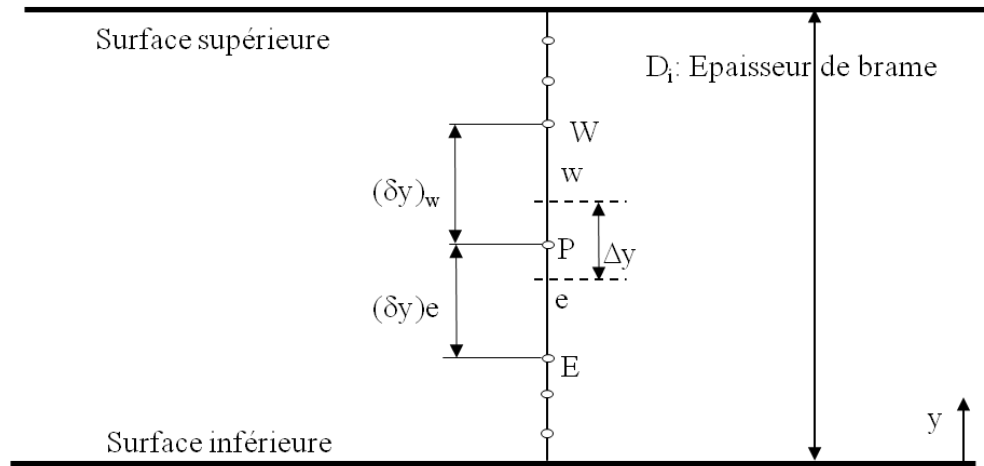 Surface supérieure
Dᵢ: Epaisseur de brame
W
w
(δy)w
P
Δy
(δy)e
e
E
y
Surface inférieure